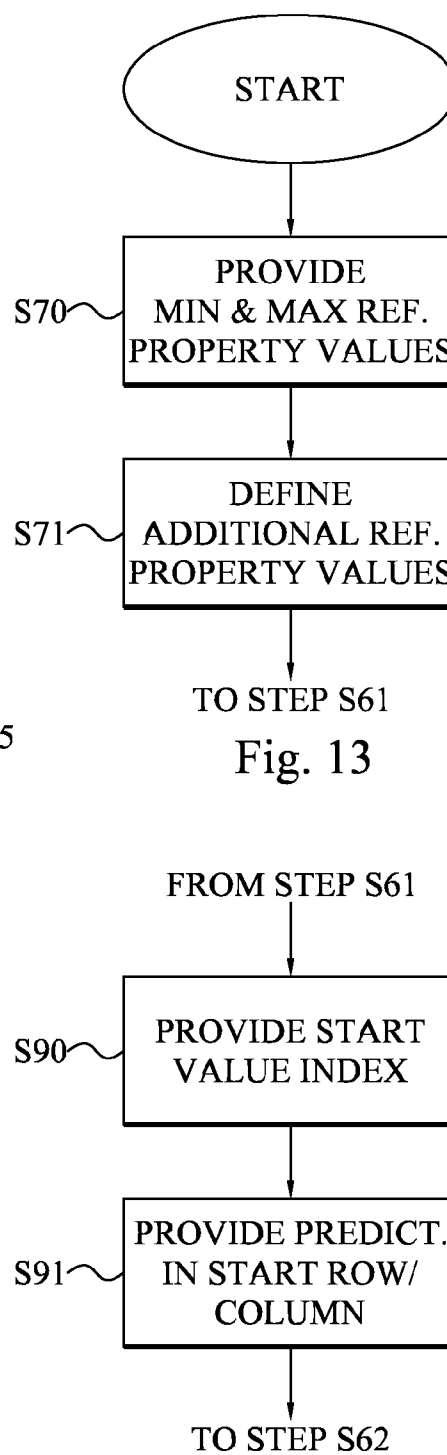 START
PROVIDE
S70
MIN & MAX REF.
PROPERTY VALUES
DEFINE
S71
ADDITIONAL REF.
PROPERTY VALUES
TO STEP S61
5
Fig. 13
FROM STEP S61
PROVIDE START
S90
VALUE INDEX
PROVIDE PREDICT.
S91
IN START ROW/
COLUMN
TO STEP S62